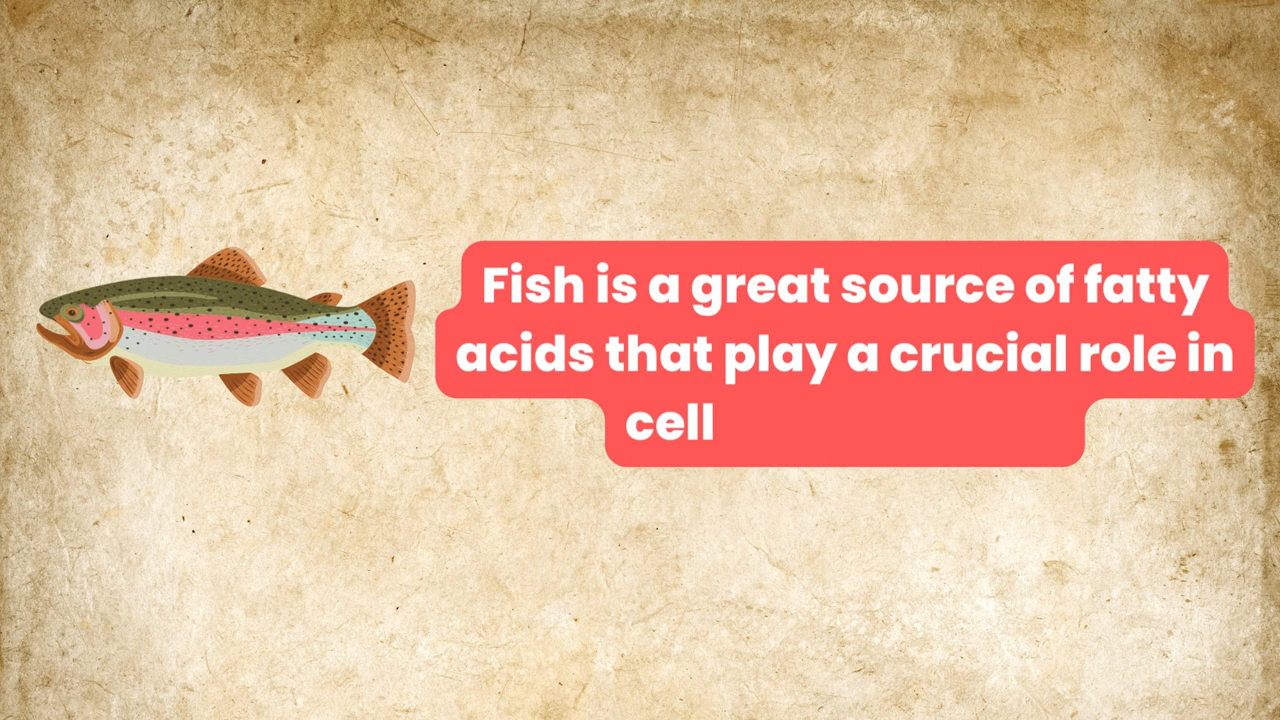 Fish is a great source of fatty
acids that play a crucial role in
cell